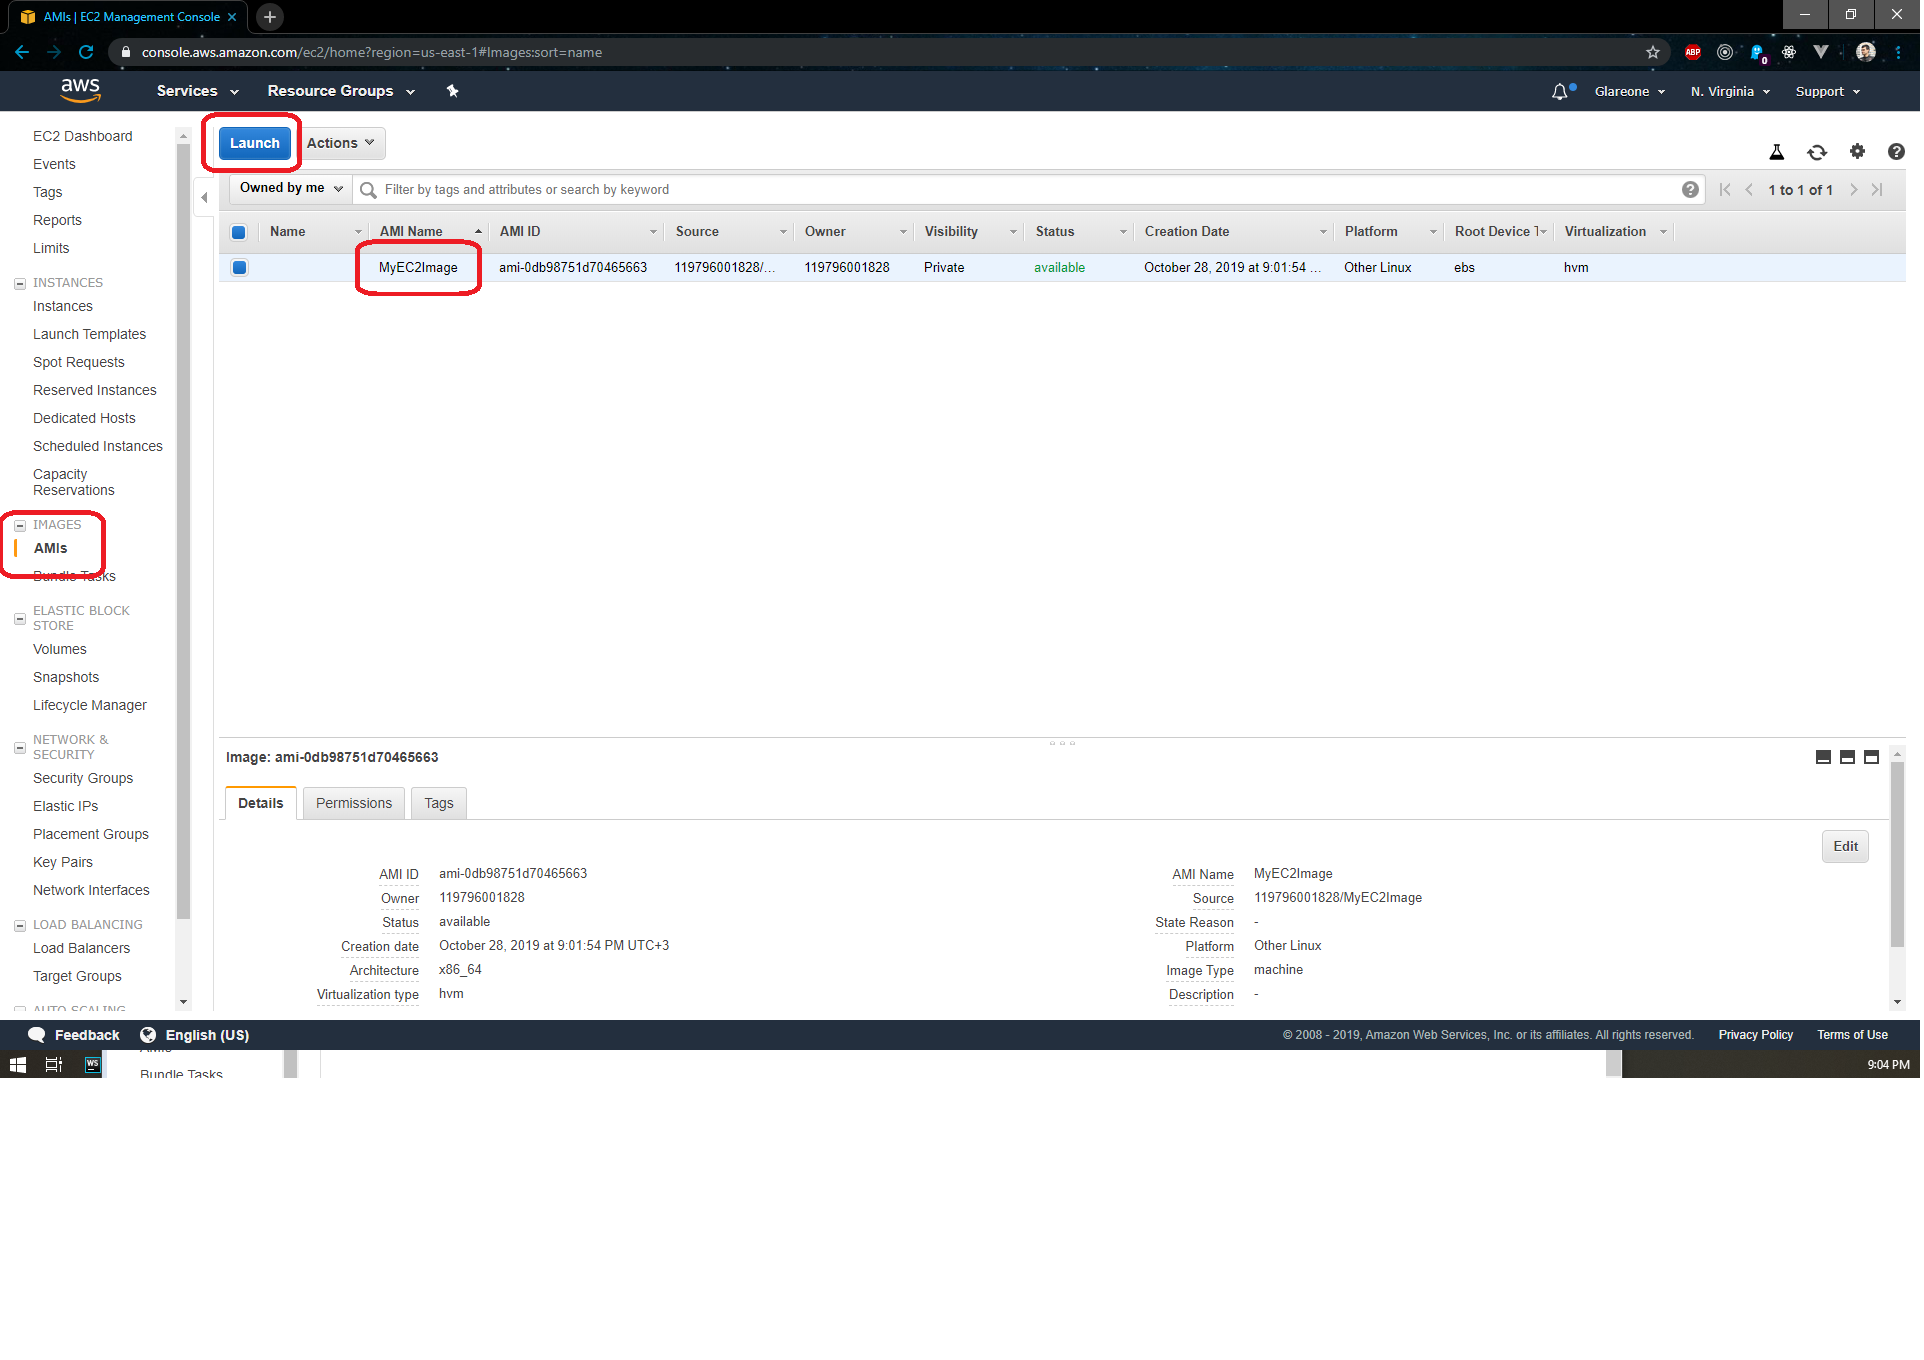 AMIs | EC2 Management Console
console.aws.amazon.com/ec2/home?region=us-east-1#Images:sort=name
ABP
0
aws
Services
Resource Groups
Glareone
N. Virginia
Support
EC2 Dashboard
Events
Tags
Reports
Limits
INSTANCES
Instances
Launch Templates
Spot Requests
Reserved Instances
Dedicated Hosts
Scheduled Instances
Capacity
Reservations
IMAGES
AMIs
Bundle Tasks
ELASTIC BLOCK
STORE
Volumes
Snapshots
Lifecycle Manager
NETWORK &
SECURITY
Security Groups
Elastic IPs
Placement Groups
Key Pairs
Network Interfaces
LOAD BALANCING
Load Balancers
Target Groups
AUTO SCALING
Launch
Actions
Owned by me
Filter by tags and attributes or search by keyword
1 to 1 of 1
Name AMI Name AMI ID Source Owner Visibility Status Creation Date Platform Root Device T Virtualization
MyEC2Image ami-0db98751d70465663 119796001828/... 119796001828 Private available October 28, 2019 at 9:01:54 ... Other Linux ebs hvm
Image: ami-0db98751d70465663
Details
Permissions
Tags
Edit
AMI ID ami-0db98751d70465663
Owner 119796001828
Status available
Creation date October 28, 2019 at 9:01:54 PM UTC+3
Architecture x86_64
Virtualization type hvm
AMI Name MyEC2Image
Source 119796001828/MyEC2Image
State Reason -
Platform Other Linux
Image Type machine
Description -
Feedback
English (US)
© 2008 - 2019, Amazon Web Services, Inc. or its affiliates. All rights reserved.
Privacy Policy
Terms of Use
WS
AMIs
Bundle Tasks
9:04 PM